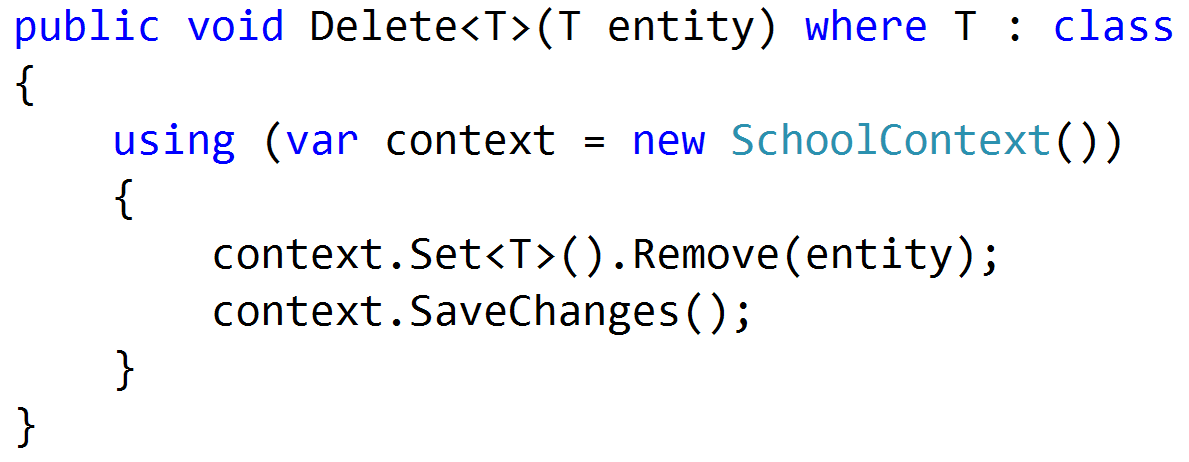 public void Delete<T>(T entity) where T : class
{
    using (var context = new SchoolContext())
    {
        context.Set<T>().Remove(entity);
        context.SaveChanges();
    }
}